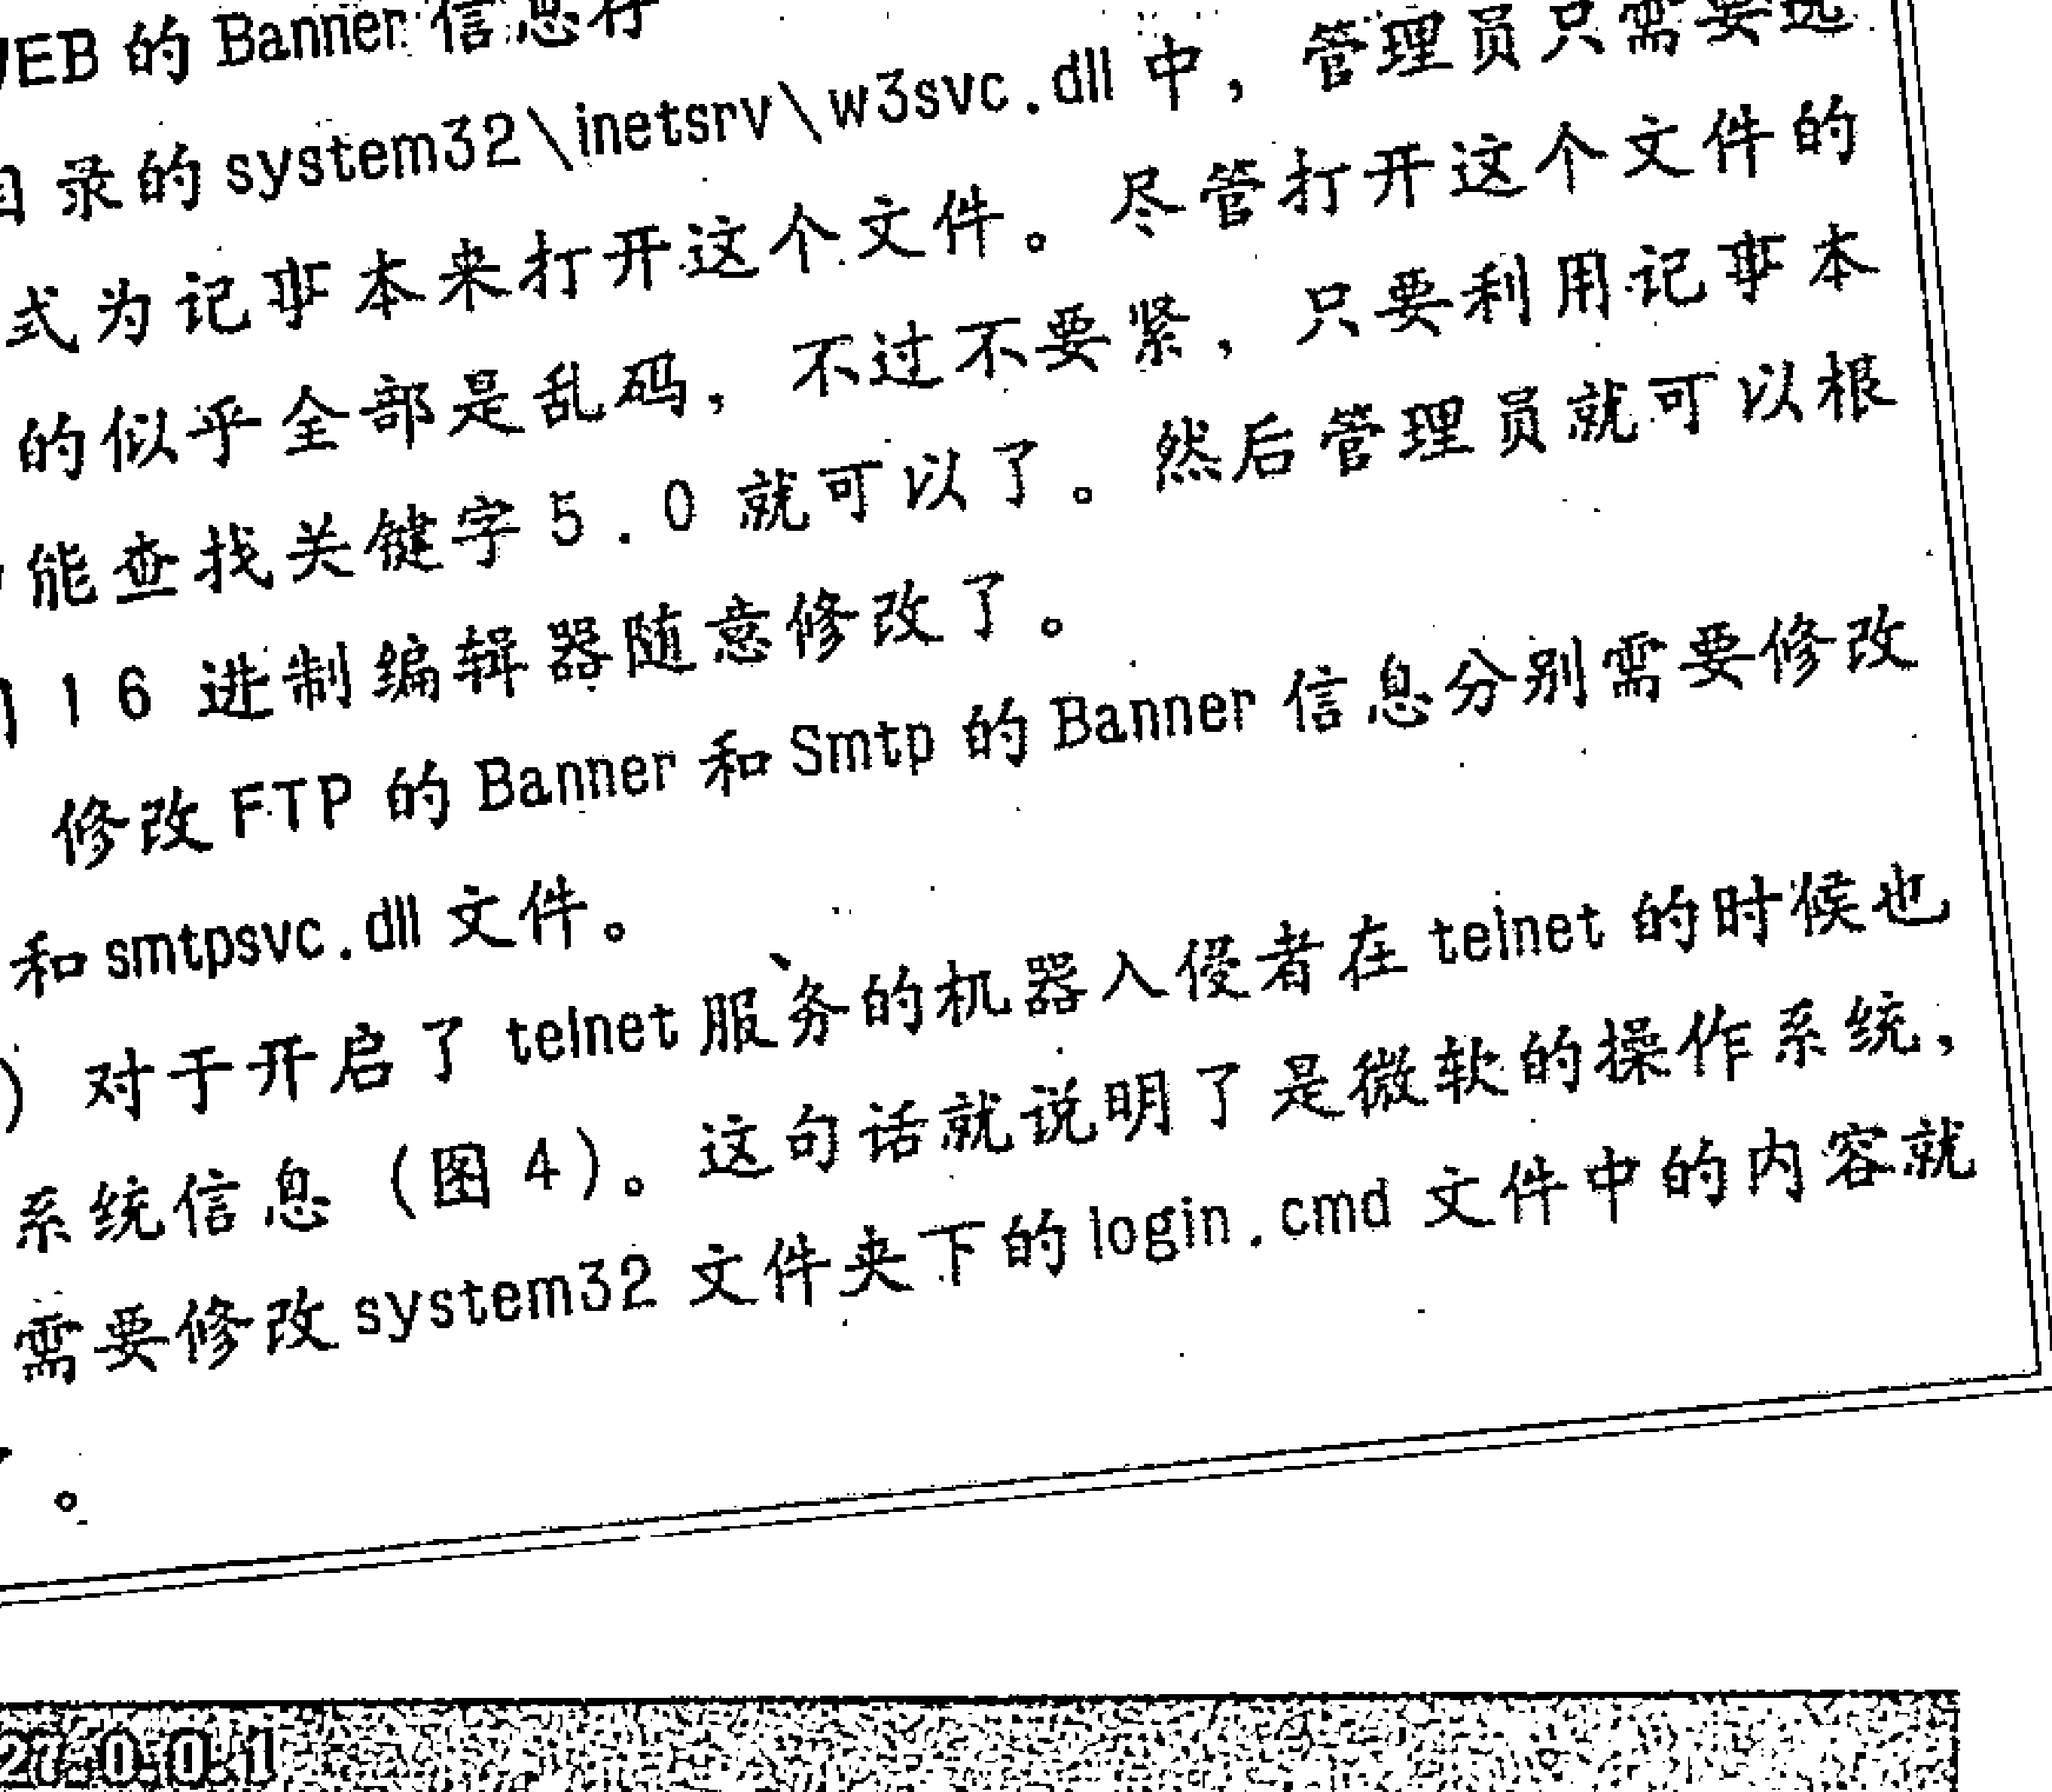 WEB 的 Banner 信息存
目录的 system32\inetsrv\w3svc.dll 中，管理员只需要选
式为记事本来打开这个文件。尽管打开这个文件的
的似乎全部是乱码，不过不要紧，只要利用记事本
能查找关键字 5.0 就可以了。然后管理员就可以根
16 进制编辑器随意修改了。
修改 FTP 的 Banner 和 Smtp 的 Banner 信息分别需要修改
和 smtpsvc.dll 文件。
) 对于开启了 telnet 服务的机器入侵者在 telnet 的时候也
系统信息（图 4）。这句话就说明了是微软的操作系统，
需要修改 system32 文件夹下的 login.cmd 文件中的内容就
。
27.0.0.1